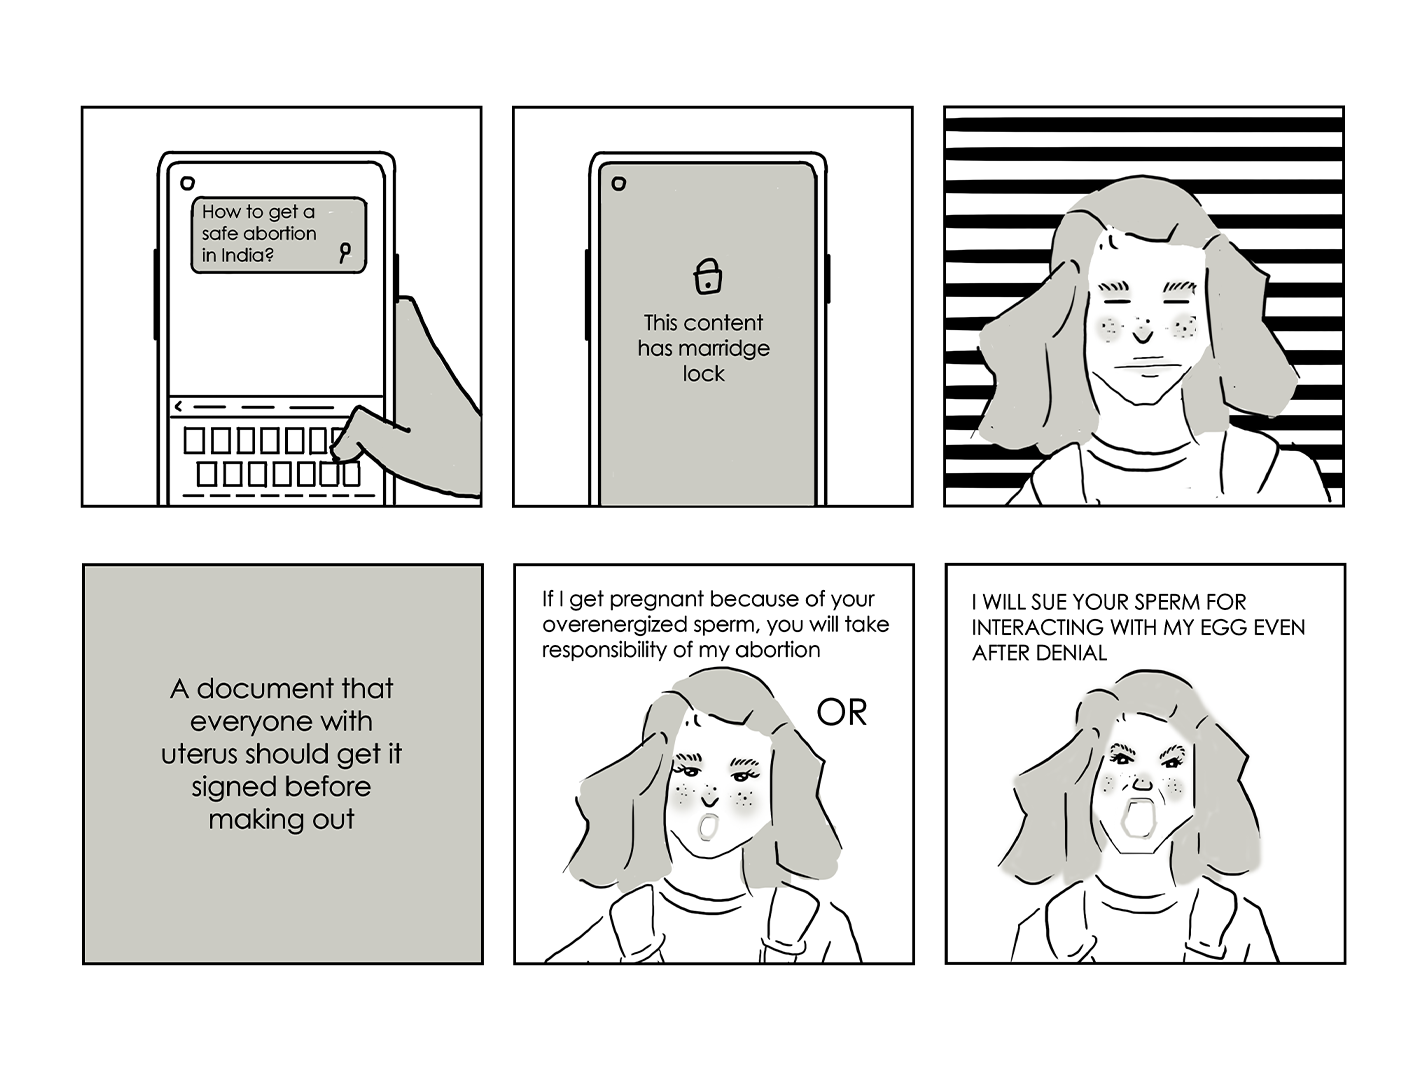 How to get a
safe abortion
in India?
This content
has marridge
lock
A document that
everyone with
uterus should get it
signed before
making out
If I get pregnant because of your
overenergized sperm, you will take
responsibility of my abortion
OR
I WILL SUE YOUR SPERM FOR
INTERACTING WITH MY EGG EVEN
AFTER DENIAL